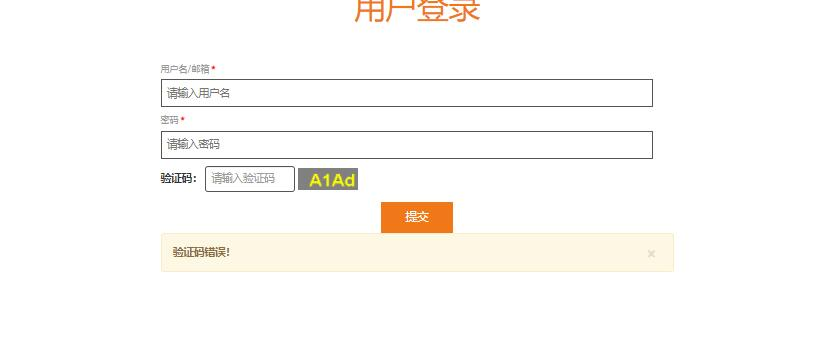 用户登录
用户名/邮箱 *
请输入用户名
密码 *
请输入密码
验证码： 请输入验证码 A1Ad
提交
验证码错误! ×